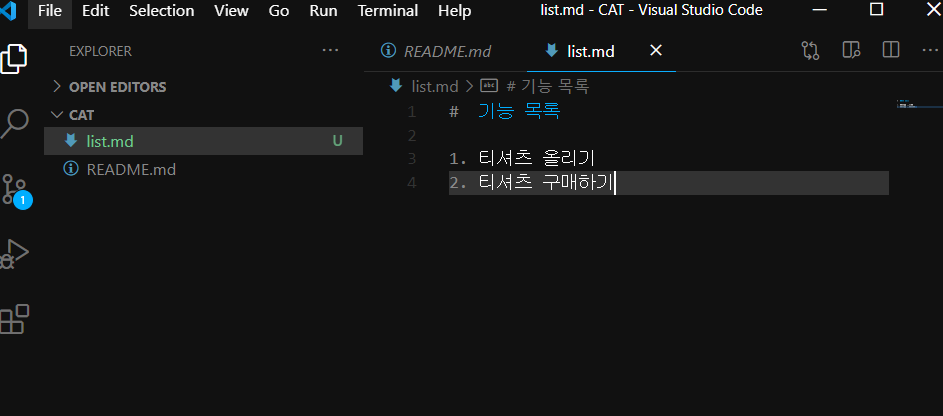 File Edit Selection View Go Run Terminal Help list.md - CAT - Visual Studio Code
EXPLORER ··· README.md list.md
OPEN EDITORS
list.md > # 기능 목록
CAT
list.md U
README.md
1 # 기능 목록
2
3 1. 티셔츠 올리기
4 2. 티셔츠 구매하기
1